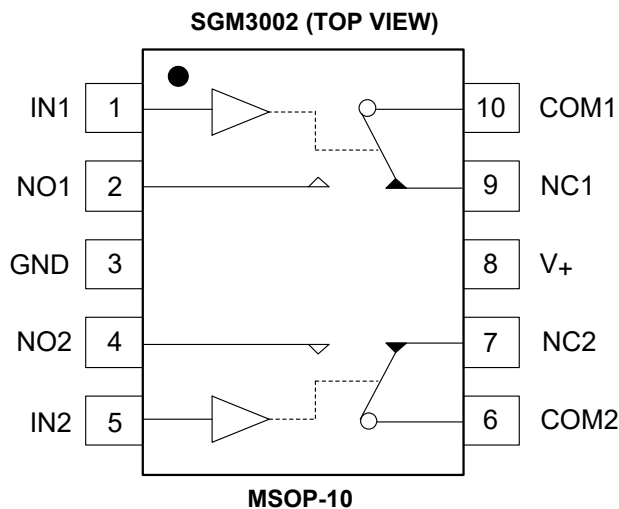 SGM3002 (TOP VIEW)
IN1 1 10 COM1
NO1 2 9 NC1
GND 3 8 V+
NO2 4 7 NC2
IN2 5 6 COM2
MSOP-10